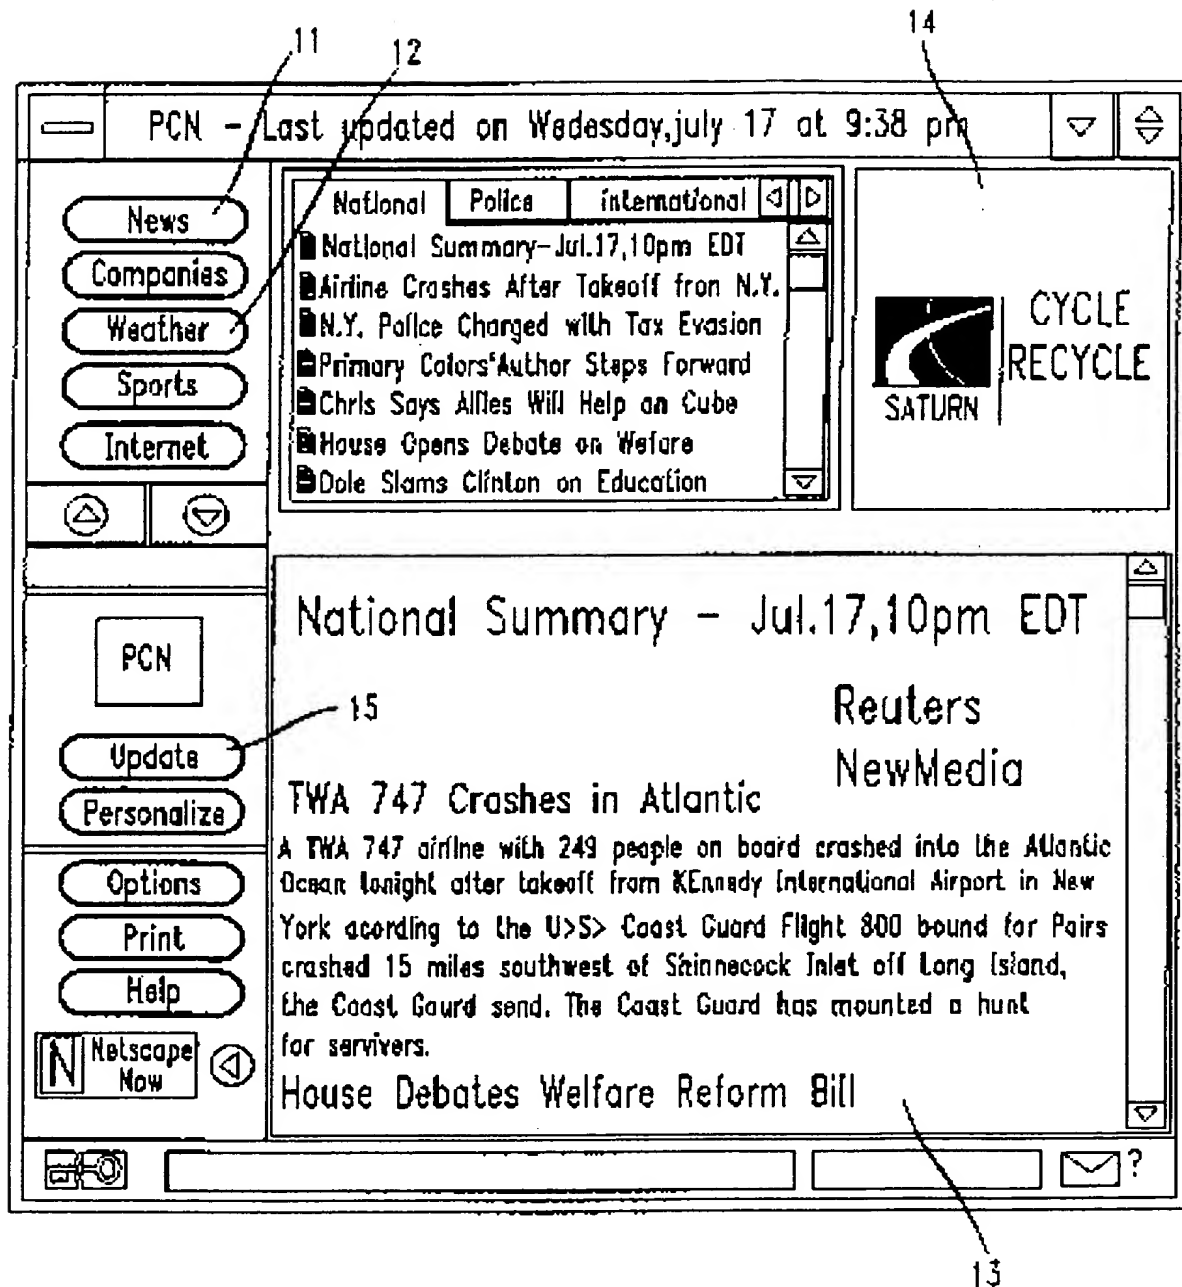 11
12
14
PCN - Last updated on Wedesday,july 17 at 9:38 pm
News
Companies
Weather
Sports
Internet
National Police international
National Summary-Jul.17,10pm EDT
Airline Crashes After Takeoff fron N.Y.
N.Y. Police Charged with Tax Evasion
Primary Colors'Author Steps Forward
Chris Says Allies Will Help on Cube
House Opens Debate on Wefare
Dole Slams Clinton on Education
CYCLE
RECYCLE
SATURN
PCN
15
Update
Personalize
Options
Print
Help
N Netscape
Now
National Summary - Jul.17,10pm EDT
Reuters
NewMedia
TWA 747 Crashes in Atlantic
A TWA 747 airline with 249 people on board crashed into the Atlantic
Ocean tonight after takeoff from KEnnedy International Airport in New
York acording to the U>S> Coast Guard Flight 800 bound for Pairs
crashed 15 miles southwest of Shinnecock Inlet off Long Island,
the Coast Gaurd send. The Coast Guard has mounted a hunt
for servivers.
House Debates Welfare Reform Bill
?
13